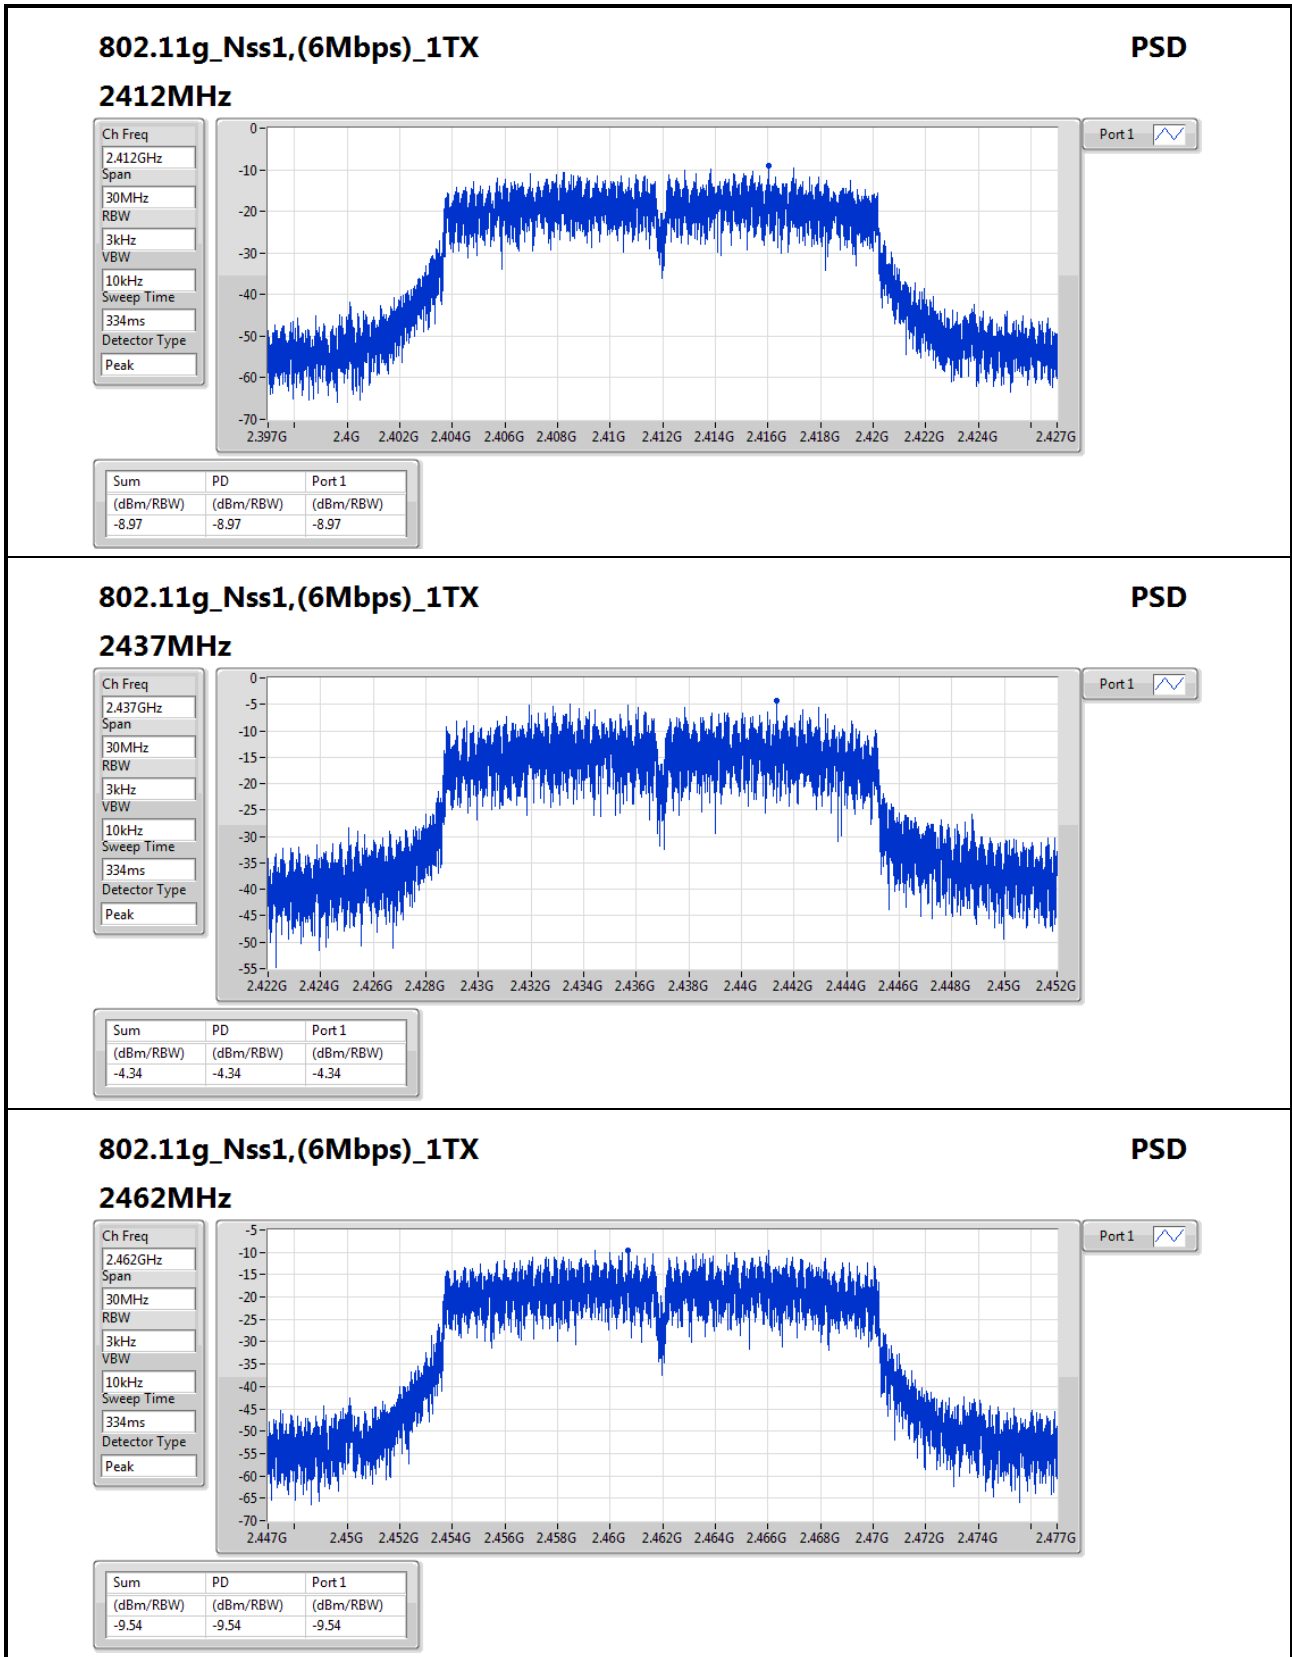 802.11g_Nss1,(6Mbps)_1TX PSD
2412MHz
Ch Freq
2.412GHz
Span
30MHz
RBW
3kHz
VBW
10kHz
Sweep Time
334ms
Detector Type
Peak
0
-10
-20
-30
-40
-50
-60
-70
2.397G 2.4G 2.402G 2.404G 2.406G 2.408G 2.41G 2.412G 2.414G 2.416G 2.418G 2.42G 2.422G 2.424G 2.427G
Port 1
Sum PD Port 1
(dBm/RBW) (dBm/RBW) (dBm/RBW)
-8.97 -8.97 -8.97
802.11g_Nss1,(6Mbps)_1TX PSD
2437MHz
Ch Freq
2.437GHz
Span
30MHz
RBW
3kHz
VBW
10kHz
Sweep Time
334ms
Detector Type
Peak
0
-5
-10
-15
-20
-25
-30
-35
-40
-45
-50
-55
2.422G 2.424G 2.426G 2.428G 2.43G 2.432G 2.434G 2.436G 2.438G 2.44G 2.442G 2.444G 2.446G 2.448G 2.45G 2.452G
Port 1
Sum PD Port 1
(dBm/RBW) (dBm/RBW) (dBm/RBW)
-4.34 -4.34 -4.34
802.11g_Nss1,(6Mbps)_1TX PSD
2462MHz
Ch Freq
2.462GHz
Span
30MHz
RBW
3kHz
VBW
10kHz
Sweep Time
334ms
Detector Type
Peak
-5
-10
-15
-20
-25
-30
-35
-40
-45
-50
-55
-60
-65
-70
2.447G 2.45G 2.452G 2.454G 2.456G 2.458G 2.46G 2.462G 2.464G 2.466G 2.468G 2.47G 2.472G 2.474G 2.477G
Port 1
Sum PD Port 1
(dBm/RBW) (dBm/RBW) (dBm/RBW)
-9.54 -9.54 -9.54